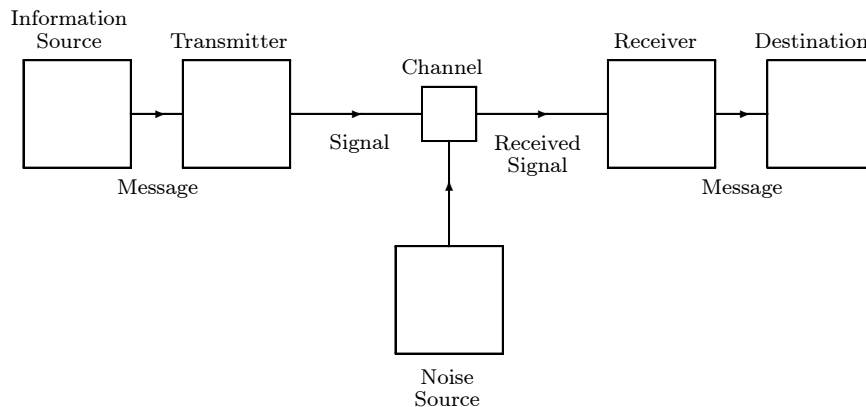 Information
Source
Transmitter
Channel
Receiver
Destination
Message
Signal
Received
Signal
Message
Noise
Source